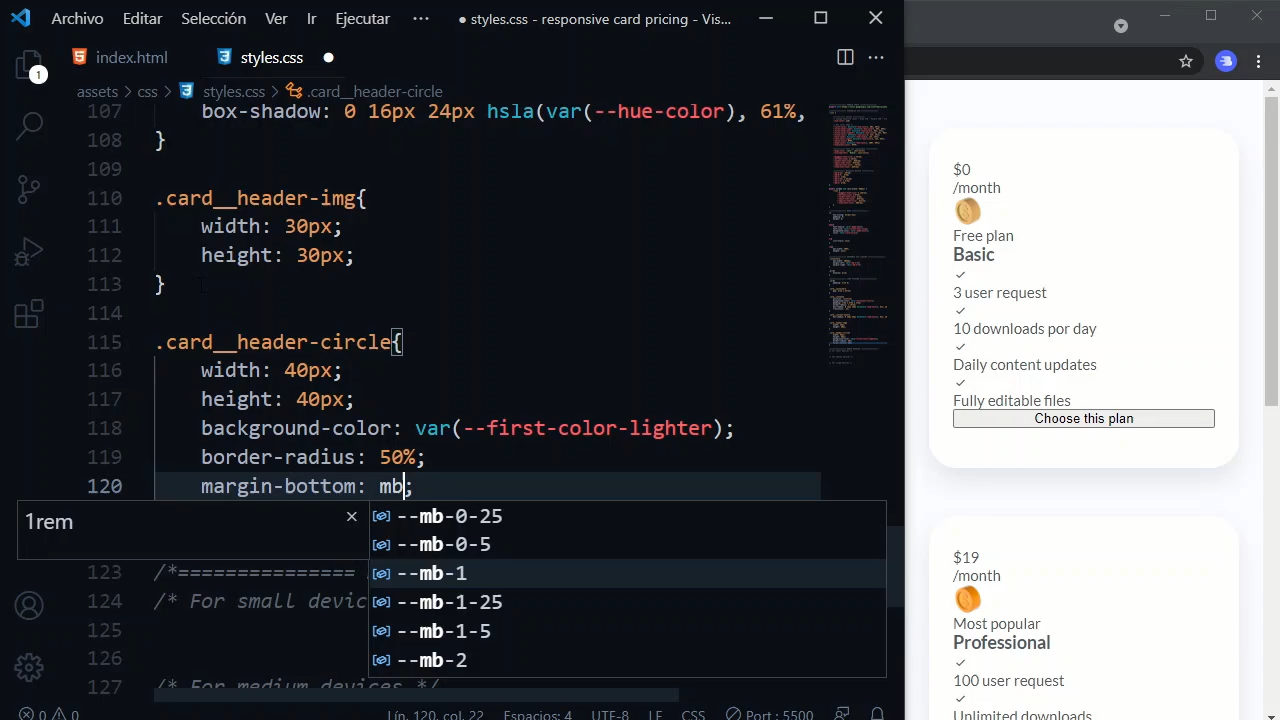 Archivo Editar Selección Ver Ir Ejecutar ··· ● styles.css - responsive card pricing - Vis...
index.html styles.css ●
assets > css > styles.css > .card__header-circle
1
107 box-shadow: 0 16px 24px hsla(var(--hue-color), 61%,
108 }
109
110 .card__header-img{
111 width: 30px;
112 height: 30px;
113 }
114
115 .card__header-circle{
116 width: 40px;
117 height: 40px;
118 background-color: var(--first-color-lighter);
119 border-radius: 50%;
120 margin-bottom: mb;
1rem
--mb-0-25
--mb-0-5
--mb-1
--mb-1-25
--mb-1-5
--mb-2
123 /*===============
124 /* For small devic
125
126
127 /* For medium devices */
0 0 Lín. 120, col. 22 Espacios: 4 UTF-8 LF CSS Port : 5500
$0
/month
Free plan
Basic
3 user request
10 downloads por day
Daily content updates
Fully editable files
Choose this plan
$19
/month
Most popular
Professional
100 user request
Unlimited downloads